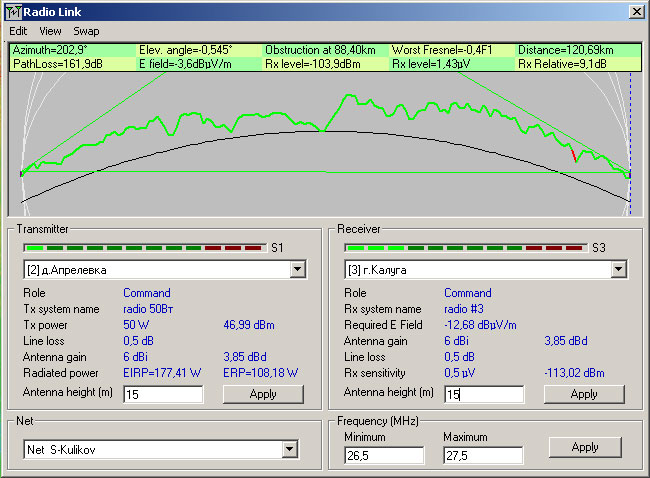 Radio Link
Edit View Swap
Azimuth=202,9° Elev. angle=-0,545° Obstruction at 88,40km Worst Fresnel=-0,4F1 Distance=120,69km
PathLoss=161,9dB E field=-3,6dBµV/m Rx level=-103,9dBm Rx level=1,43µV Rx Relative=9,1dB
Transmitter
S1
[2] д.Апрелевка
Role Command
Tx system name radio 50Вт
Tx power 50 W 46,99 dBm
Line loss 0,5 dB
Antenna gain 6 dBi 3,85 dBd
Radiated power EIRP=177,41 W ERP=108,18 W
Antenna height (m) 15 Apply
Receiver
S3
[3] г.Калуга
Role Command
Rx system name radio #3
Required E Field -12,68 dBµV/m
Antenna gain 6 dBi 3,85 dBd
Line loss 0,5 dB
Rx sensitivity 0,5 µV -113,02 dBm
Antenna height (m) 15 Apply
Net
Net S-Kulikov
Frequency (MHz)
Minimum Maximum
26,5 27,5 Apply